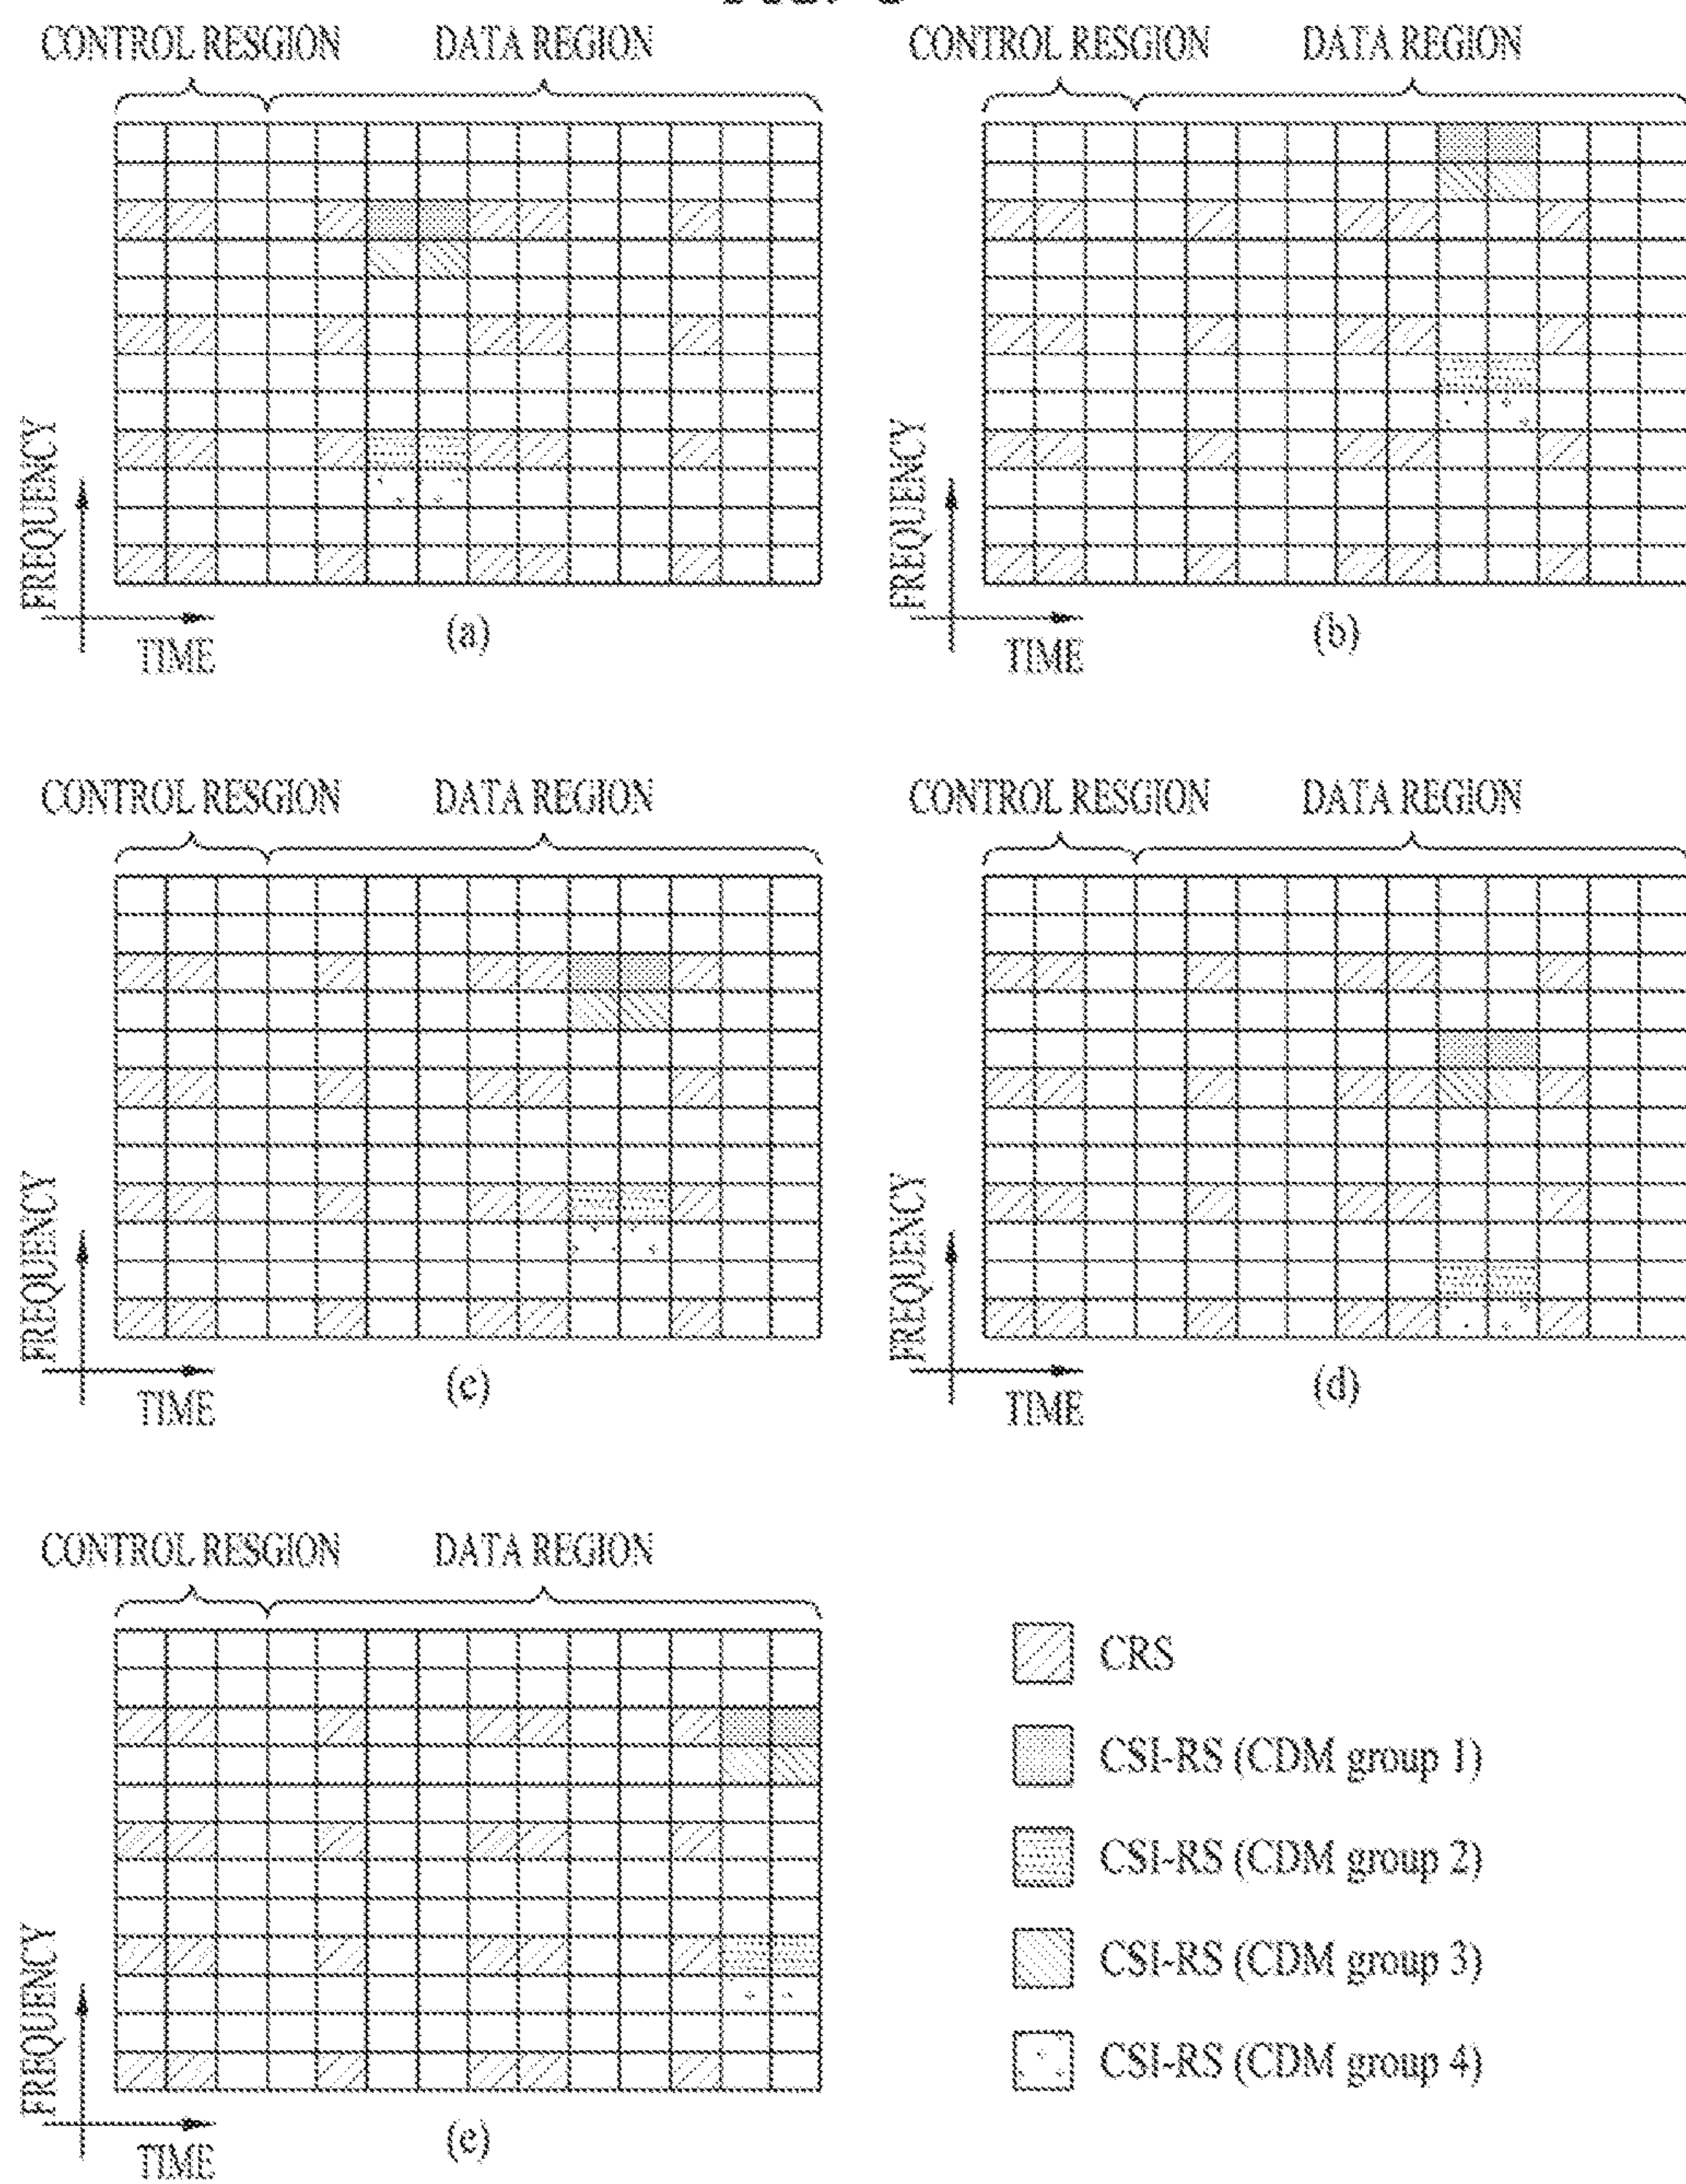 CONTROL RESGION DATA REGION
FREQUENCY
TIME
(a)
CONTROL RESGION DATA REGION
FREQUENCY
TIME
(b)
CONTROL RESGION DATA REGION
FREQUENCY
TIME
(c)
CONTROL RESGION DATA REGION
FREQUENCY
TIME
(d)
CONTROL RESGION DATA REGION
FREQUENCY
TIME
(e)
CRS
CSI-RS (CDM group 1)
CSI-RS (CDM group 2)
CSI-RS (CDM group 3)
CSI-RS (CDM group 4)